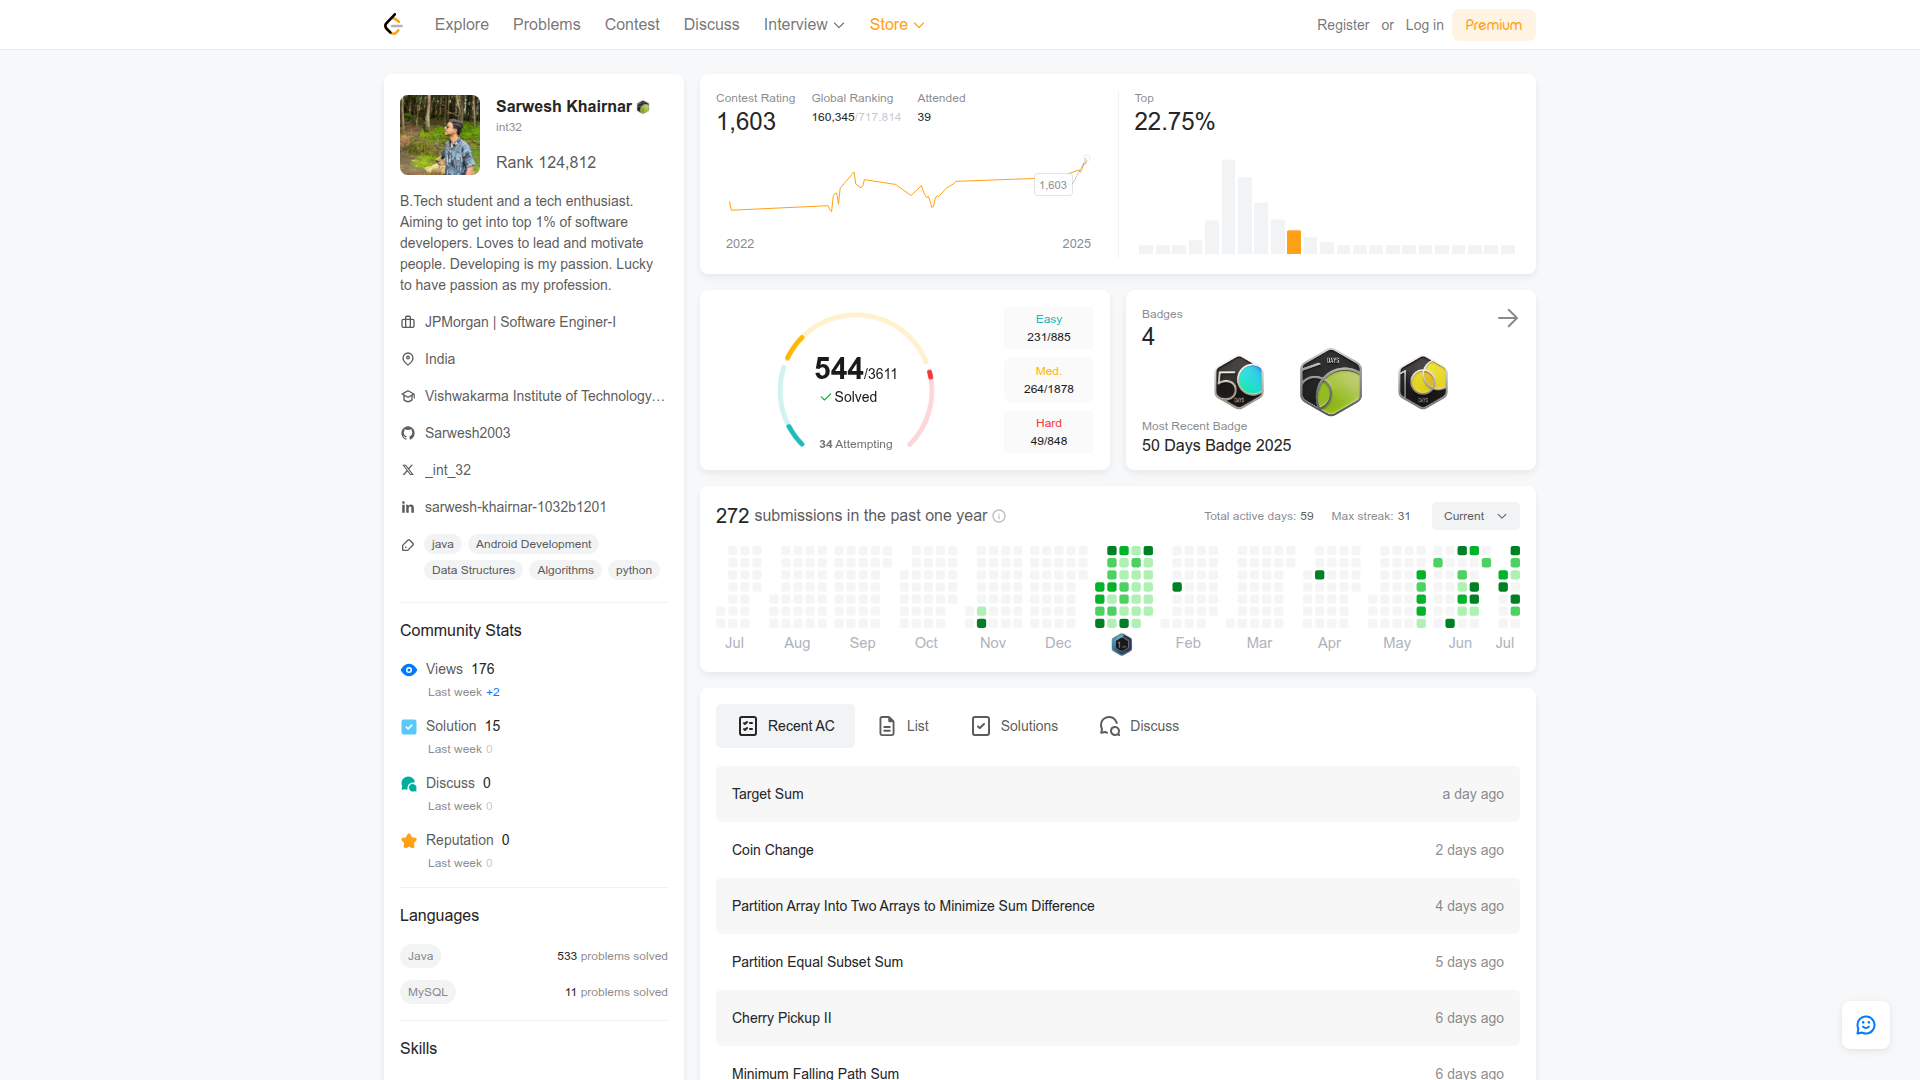 Explore Problems Contest Discuss Interview Store Register or Log in Premium
Sarwesh Khairnar
int32
Rank 124,812
B.Tech student and a tech enthusiast.
Aiming to get into top 1% of software
developers. Loves to lead and motivate
people. Developing is my passion. Lucky
to have passion as my profession.
JPMorgan | Software Enginer-I
India
Vishwakarma Institute of Technology…
Sarwesh2003
_int_32
sarwesh-khairnar-1032b1201
java Android Development
Data Structures Algorithms python
Community Stats
Views 176
Last week +2
Solution 15
Last week 0
Discuss 0
Last week 0
Reputation 0
Last week 0
Languages
Java 533 problems solved
MySQL 11 problems solved
Skills
Contest Rating Global Ranking Attended
1,603 160,345/717,814 39
1,603
2022 2025
Top
22.75%
544/3611
Solved
34 Attempting
Easy
231/885
Med.
264/1878
Hard
49/848
Badges
4
50 DAYS
DAYS
100 DAYS
Most Recent Badge
50 Days Badge 2025
272 submissions in the past one year Total active days: 59 Max streak: 31 Current
Jul Aug Sep Oct Nov Dec Feb Mar Apr May Jun Jul
Recent AC List Solutions Discuss
Target Sum a day ago
Coin Change 2 days ago
Partition Array Into Two Arrays to Minimize Sum Difference 4 days ago
Partition Equal Subset Sum 5 days ago
Cherry Pickup II 6 days ago
Minimum Falling Path Sum 6 days ago